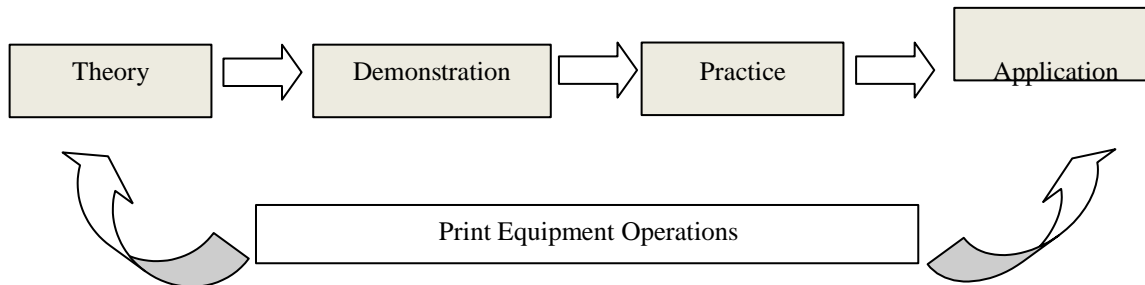 Theory
Demonstration
Practice
Application
Print Equipment Operations